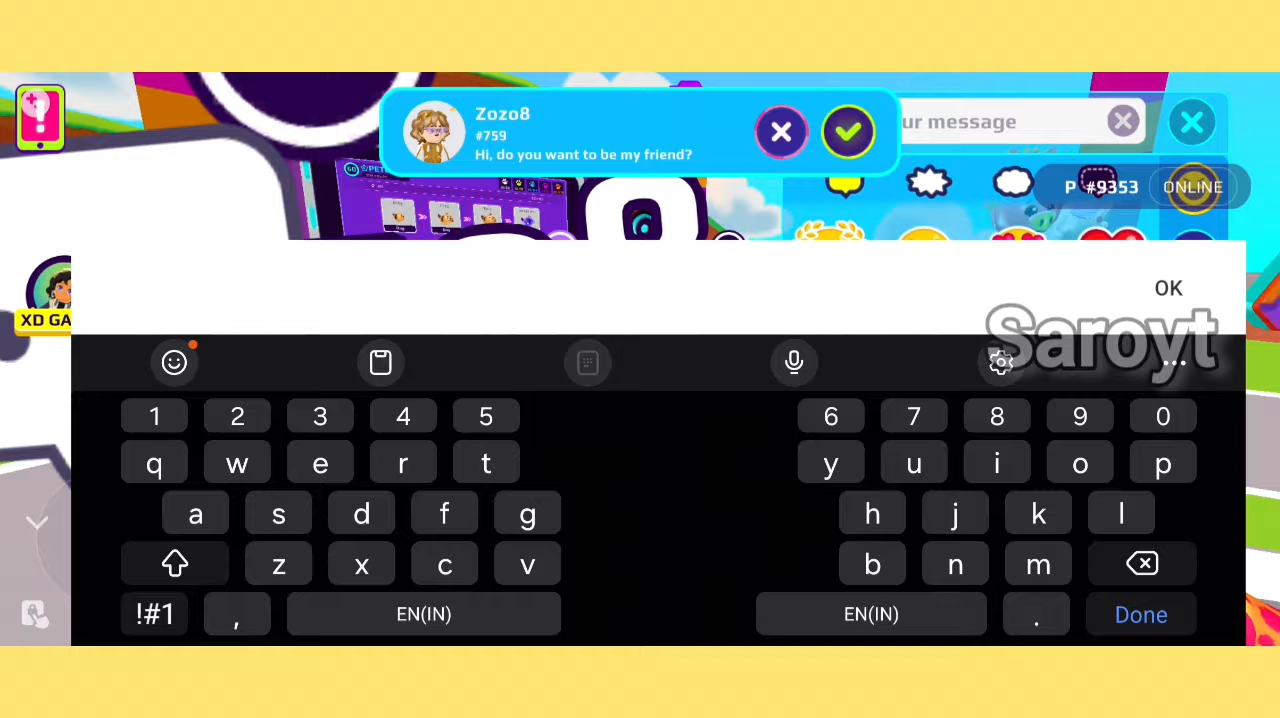 Zozo8
#759
Hi, do you want to be my friend?
ur message
P #9353 ONLINE
60
XD GA
OK
Saroyt
1 2 3 4 5 6 7 8 9 0
q w e r t y u i o p
a s d f g h j k l
z x c v b n m
!#1 , EN(IN) EN(IN) . Done